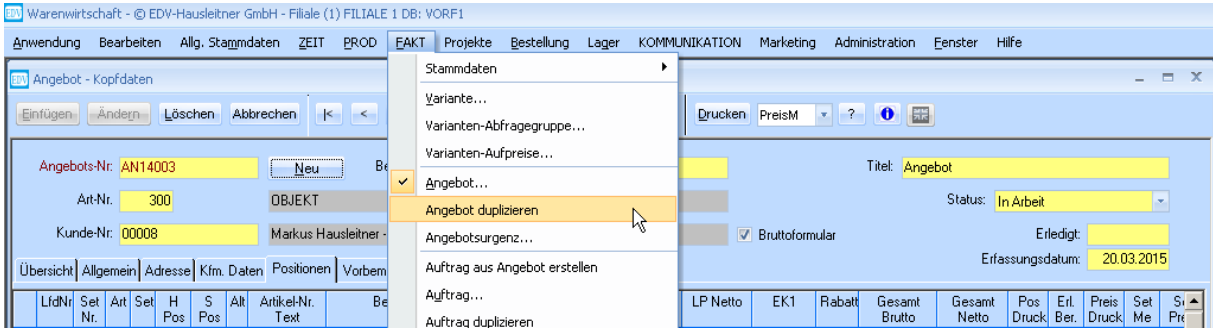 EDV Warenwirtschaft - © EDV-Hausleitner GmbH - Filiale (1) FILIALE 1 DB: VORF1
Anwendung Bearbeiten Allg. Stammdaten ZEIT PROD FAKT Projekte Bestellung Lager KOMMUNIKATION Marketing Administration Fenster Hilfe
EDV Angebot - Kopfdaten
Stammdaten
Einfügen Ändern Löschen Abbrechen |< < Drucken PreisM ?
Variante...
Varianten-Abfragegruppe...
Varianten-Aufpreise...
Angebots-Nr: AN14003 Neu Titel: Angebot
Angebot...
Art-Nr. 300 OBJEKT Status: In Arbeit
Angebot duplizieren
Kunde-Nr: 00008 Markus Hausleitner - Bruttoformular Erledigt:
Angebotsurgenz...
Erfassungsdatum: 20.03.2015
Übersicht Allgemein Adresse Kfm. Daten Positionen Vorbem
Auftrag aus Angebot erstellen
LfdNr Set Nr. Art Set H Pos S Pos Alt Artikel-Nr. Text Be LP Netto EK1 Rabatt Gesamt Brutto Gesamt Netto Pos Druck Erl. Ber. Preis Druck Set Me
Auftrag...
Auftrag duplizieren